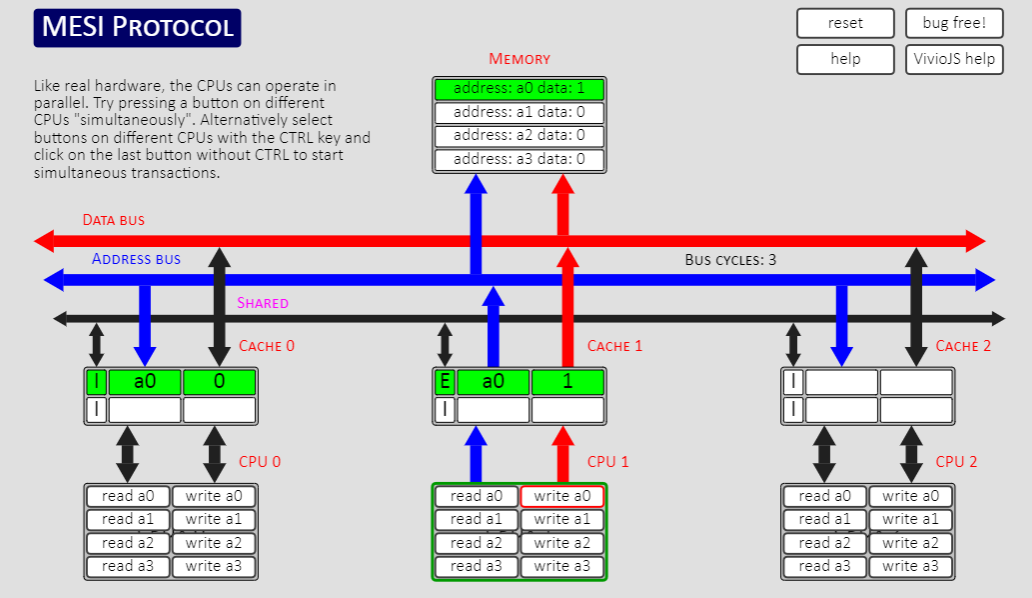 MESI Protocol
reset
bug free!
help
VivioJS help
Like real hardware, the CPUs can operate in
parallel. Try pressing a button on different
CPUs "simultaneously". Alternatively select
buttons on different CPUs with the CTRL key and
click on the last button without CTRL to start
simultaneous transactions.
Memory
address: a0 data: 1
address: a1 data: 0
address: a2 data: 0
address: a3 data: 0
Data bus
Address bus
Bus cycles: 3
Shared
Cache 0
I a0 0
I
Cache 1
E a0 1
I
Cache 2
I
I
CPU 0
read a0 write a0
read a1 write a1
read a2 write a2
read a3 write a3
CPU 1
read a0 write a0
read a1 write a1
read a2 write a2
read a3 write a3
CPU 2
read a0 write a0
read a1 write a1
read a2 write a2
read a3 write a3